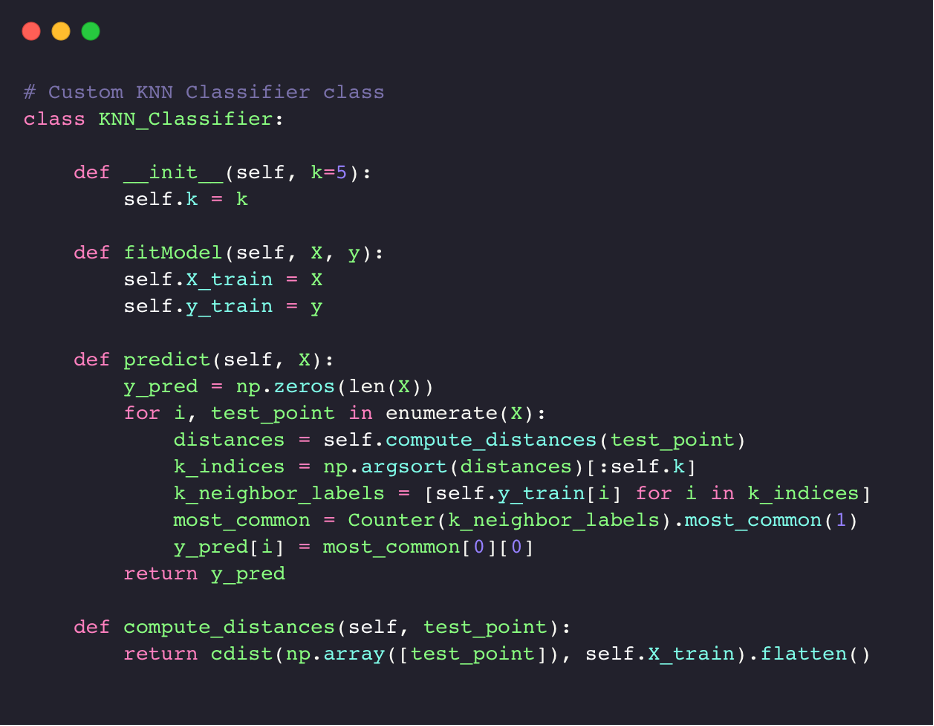 # Custom KNN Classifier class
class KNN_Classifier:
    def __init__(self, k=5):
        self.k = k
    def fitModel(self, X, y):
        self.X_train = X
        self.y_train = y
    def predict(self, X):
        y_pred = np.zeros(len(X))
        for i, test_point in enumerate(X):
            distances = self.compute_distances(test_point)
            k_indices = np.argsort(distances)[:self.k]
            k_neighbor_labels = [self.y_train[i] for i in k_indices]
            most_common = Counter(k_neighbor_labels).most_common(1)
            y_pred[i] = most_common[0][0]
        return y_pred
    def compute_distances(self, test_point):
        return cdist(np.array([test_point]), self.X_train).flatten()